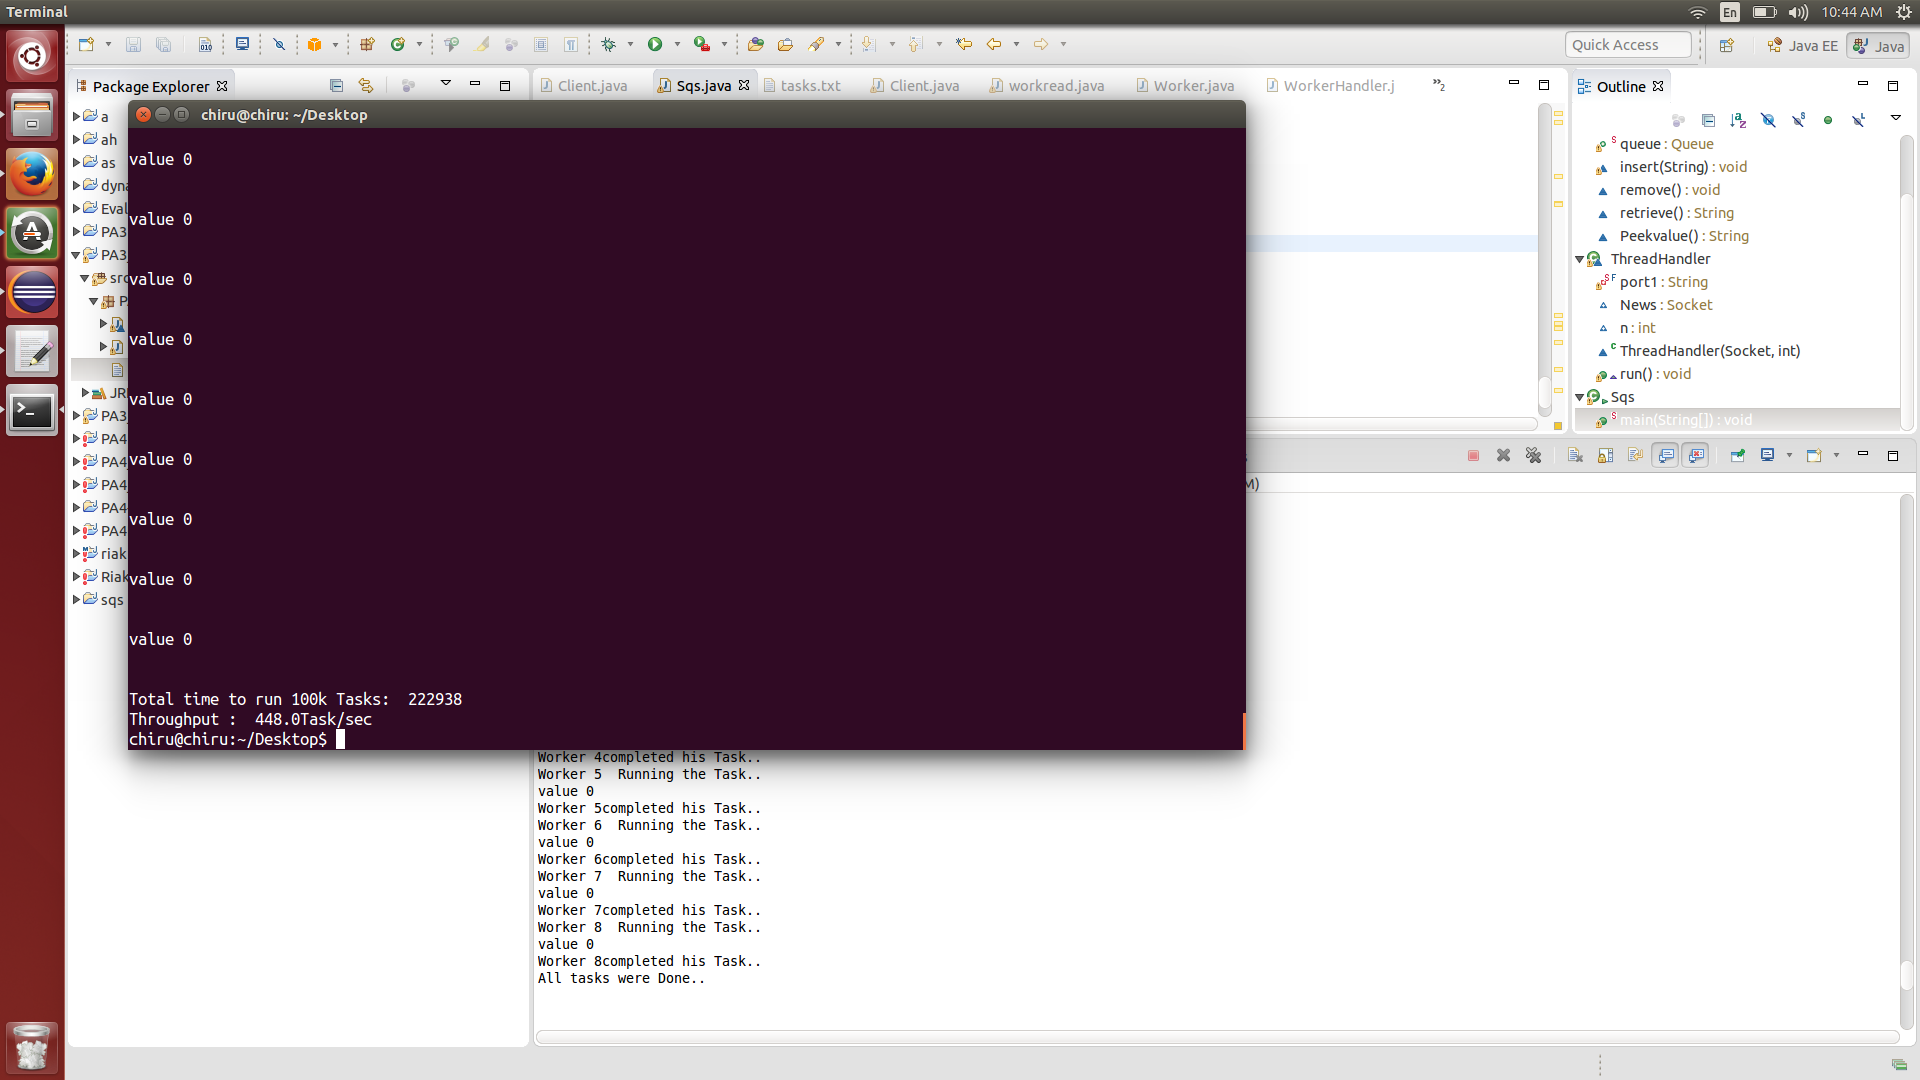 Terminal
En
10:44 AM
Quick Access
Java EE
Java
Package Explorer
Client.java
Sqs.java
tasks.txt
Client.java
workread.java
Worker.java
WorkerHandler.j
»2
Outline
a
ah
as
dyna
Eval
PA3
PA3
src
P
JR
PA3
PA4
PA4
PA4
PA4
PA4
riak
Riak
sqs
chiru@chiru: ~/Desktop
value 0
value 0
value 0
value 0
value 0
value 0
value 0
value 0
value 0
Total time to run 100k Tasks:  222938
Throughput :  448.0Task/sec
chiru@chiru:~/Desktop$
queue : Queue
insert(String) : void
remove() : void
retrieve() : String
Peekvalue() : String
ThreadHandler
port1 : String
News : Socket
n : int
ThreadHandler(Socket, int)
run() : void
Sqs
main(String[]) : void
M)
Worker 4completed his Task..
Worker 5  Running the Task..
value 0
Worker 5completed his Task..
Worker 6  Running the Task..
value 0
Worker 6completed his Task..
Worker 7  Running the Task..
value 0
Worker 7completed his Task..
Worker 8  Running the Task..
value 0
Worker 8completed his Task..
All tasks were Done..